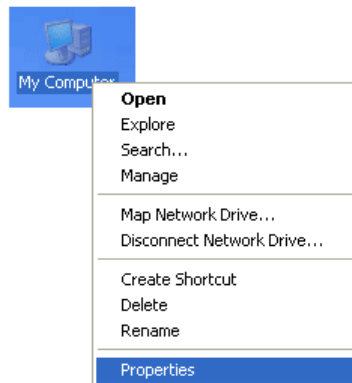 My Computer
Open
Explore
Search...
Manage
Map Network Drive...
Disconnect Network Drive...
Create Shortcut
Delete
Rename
Properties